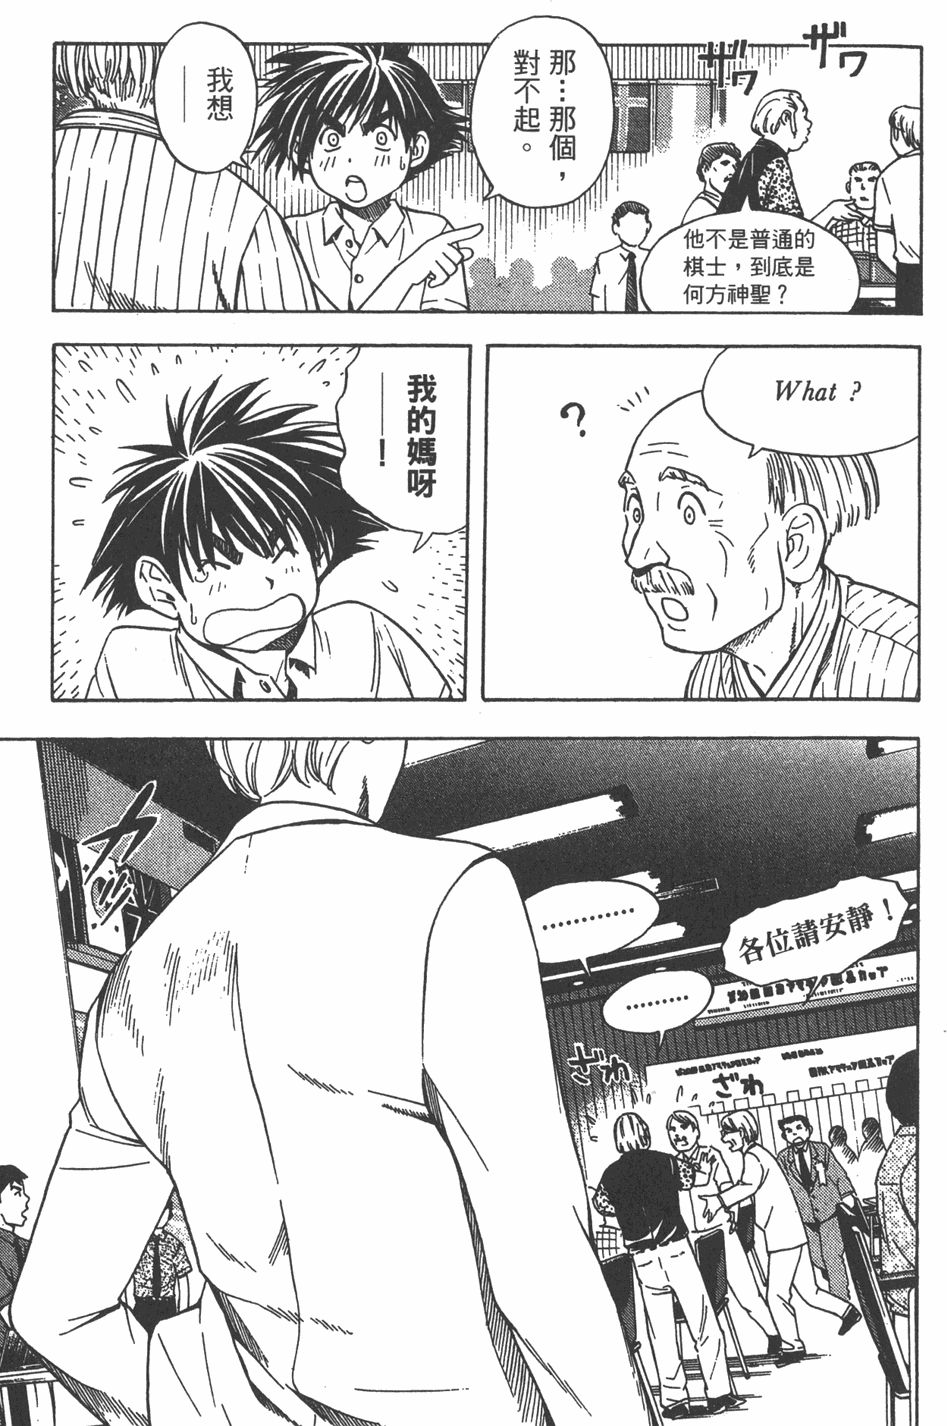 ザワ
ザワ
他不是普通的
棋士，到底是
何方神聖？
那…那個，
對不起。
我想
——
What ?
?
我的媽呀
——！
各位請安靜！
………
………
ざわ
ざわ